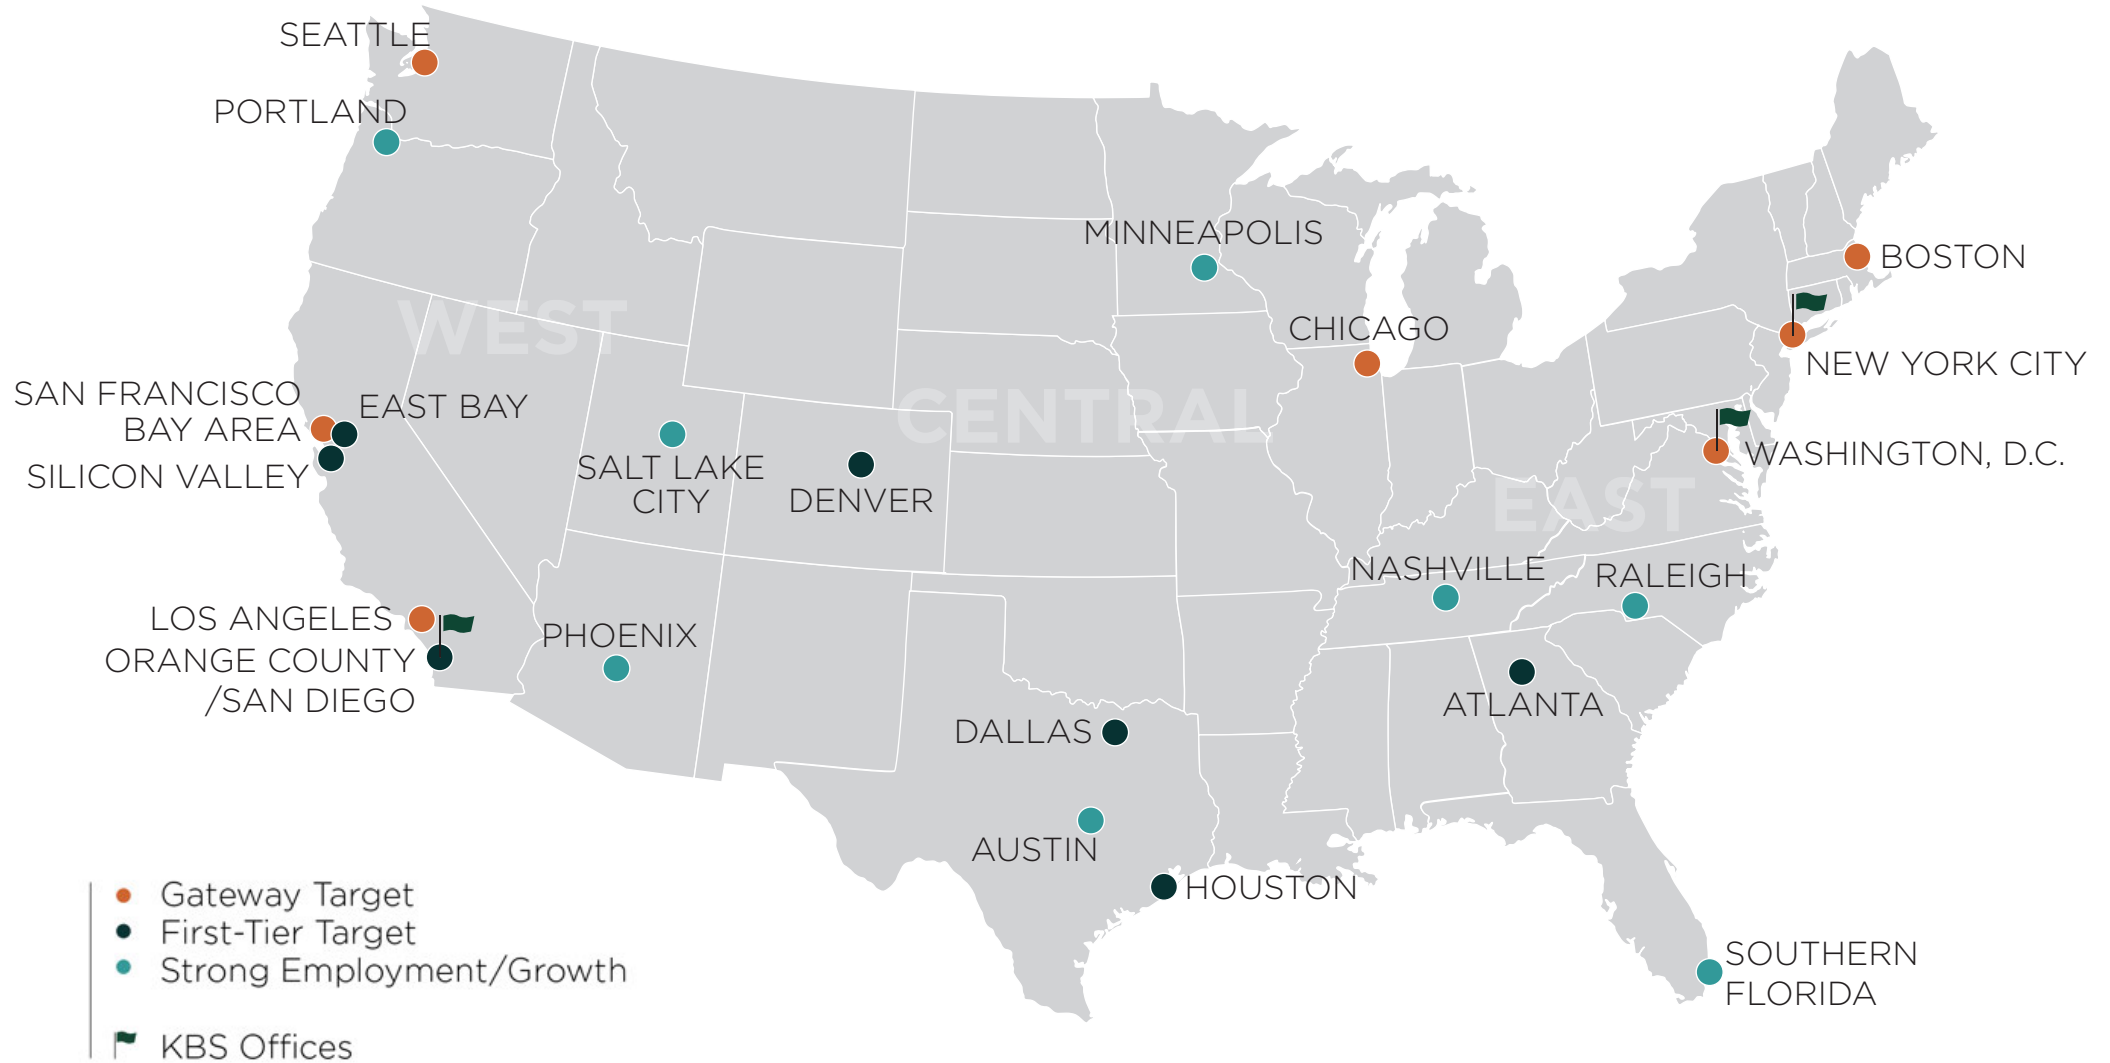 SEATTLE
PORTLAND
MINNEAPOLIS
BOSTON
WEST
CHICAGO
NEW YORK CITY
SAN FRANCISCO
BAY AREA
EAST BAY
CENTRAL
SILICON VALLEY
SALT LAKE
CITY
DENVER
WASHINGTON, D.C.
EAST
NASHVILLE
RALEIGH
LOS ANGELES
ORANGE COUNTY
/SAN DIEGO
PHOENIX
ATLANTA
DALLAS
AUSTIN
HOUSTON
SOUTHERN
FLORIDA
Gateway Target
First-Tier Target
Strong Employment/Growth
KBS Offices